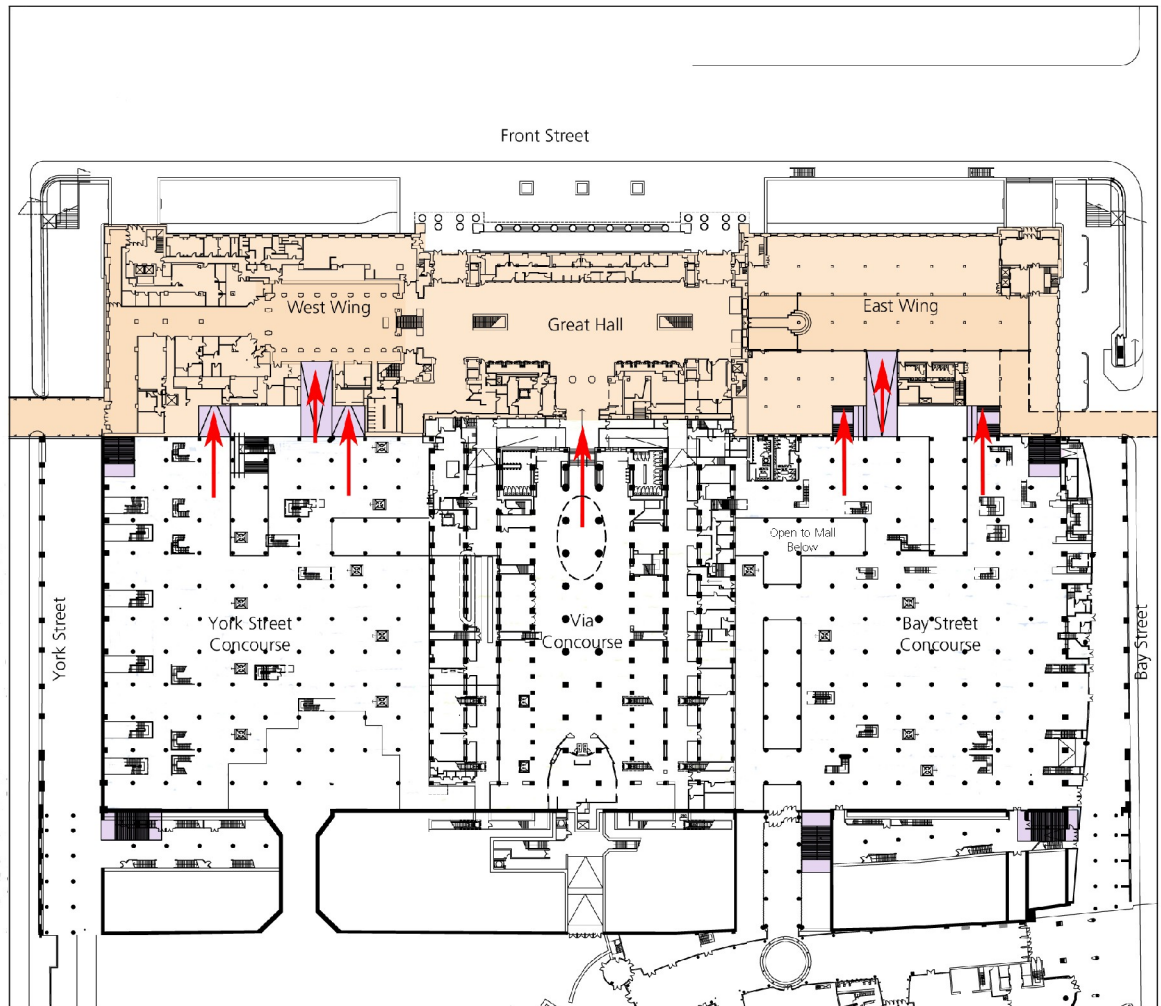 Front Street
West Wing
Great Hall
East Wing
Open to Mall
Below
York Street
York Street
Concourse
Via
Concourse
Bay Street
Concourse
Bay Street